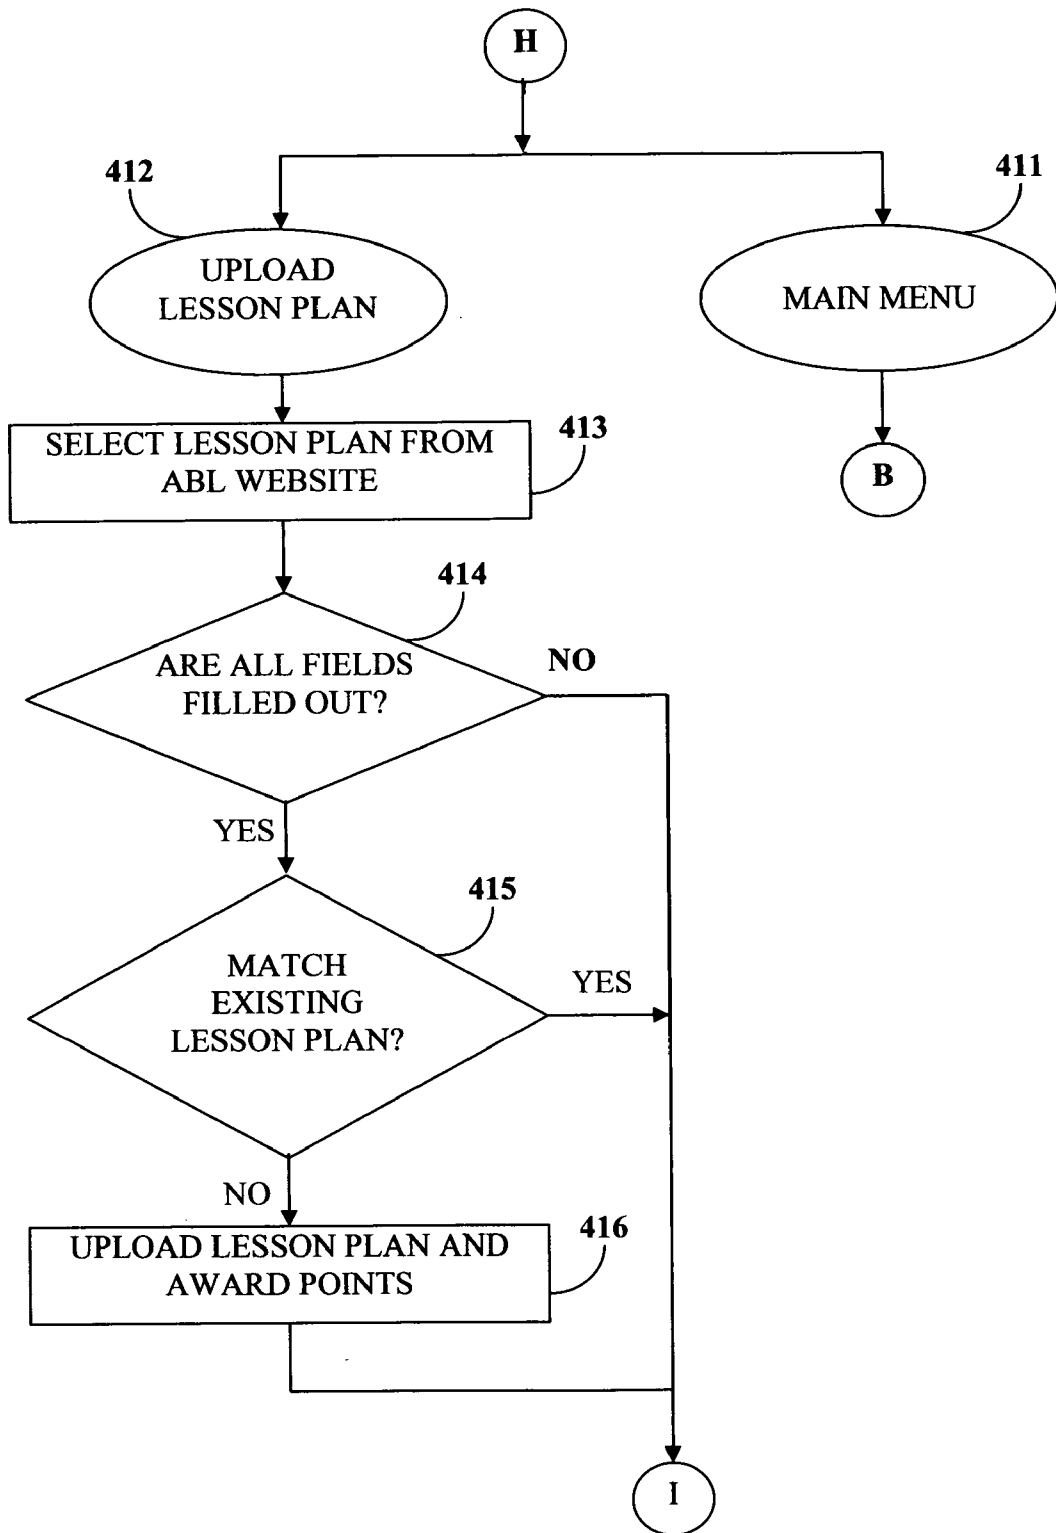 H
412
411
UPLOAD
LESSON PLAN
MAIN MENU
SELECT LESSON PLAN FROM
ABL WEBSITE
413
B
414
ARE ALL FIELDS
FILLED OUT?
NO
YES
415
MATCH
EXISTING
LESSON PLAN?
YES
NO
UPLOAD LESSON PLAN AND
AWARD POINTS
416
I